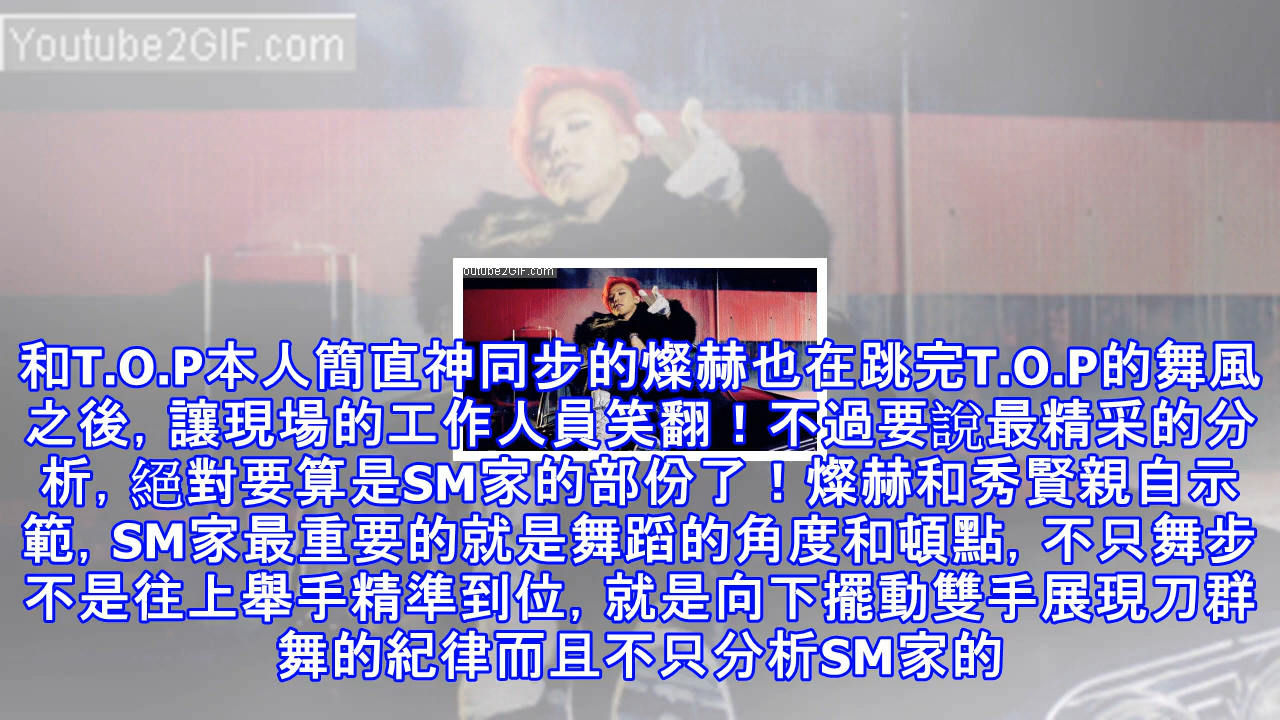 Youtube2GIF.com
outube2GIF.com
和T.O.P本人簡直神同步的燦赫也在跳完T.O.P的舞風
之後, 讓現場的工作人員笑翻！不過要說最精采的分
析, 絕對要算是SM家的部份了！燦赫和秀賢親自示
範, SM家最重要的就是舞蹈的角度和頓點, 不只舞步
不是往上舉手精準到位, 就是向下擺動雙手展現刀群
舞的紀律而且不只分析SM家的